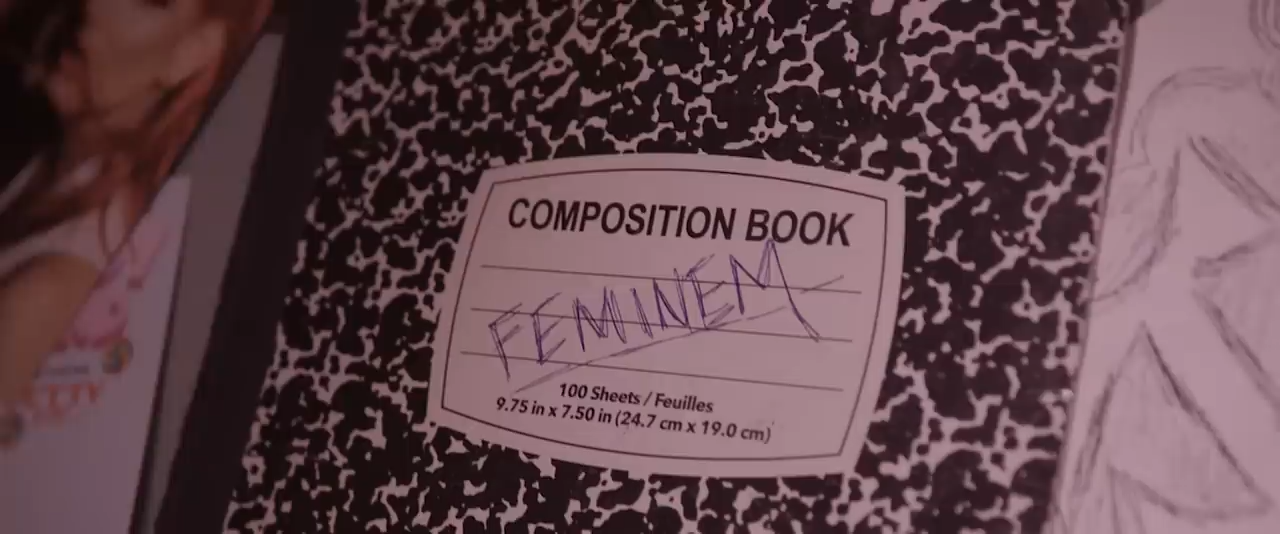 COMPOSITION BOOK
FEMINEM
100 Sheets / Feuilles
9.75 in x 7.50 in (24.7 cm x 19.0 cm)